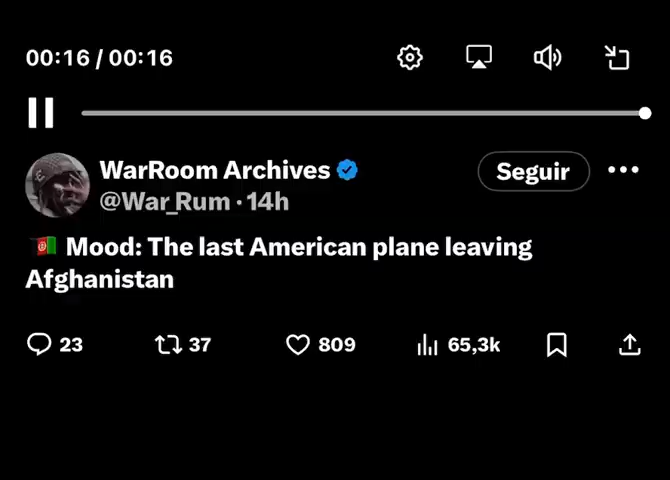 00:16 / 00:16
WarRoom Archives
Seguir
@War_Rum · 14h
🇦🇫 Mood: The last American plane leaving
Afghanistan
23 37 809 65,3k